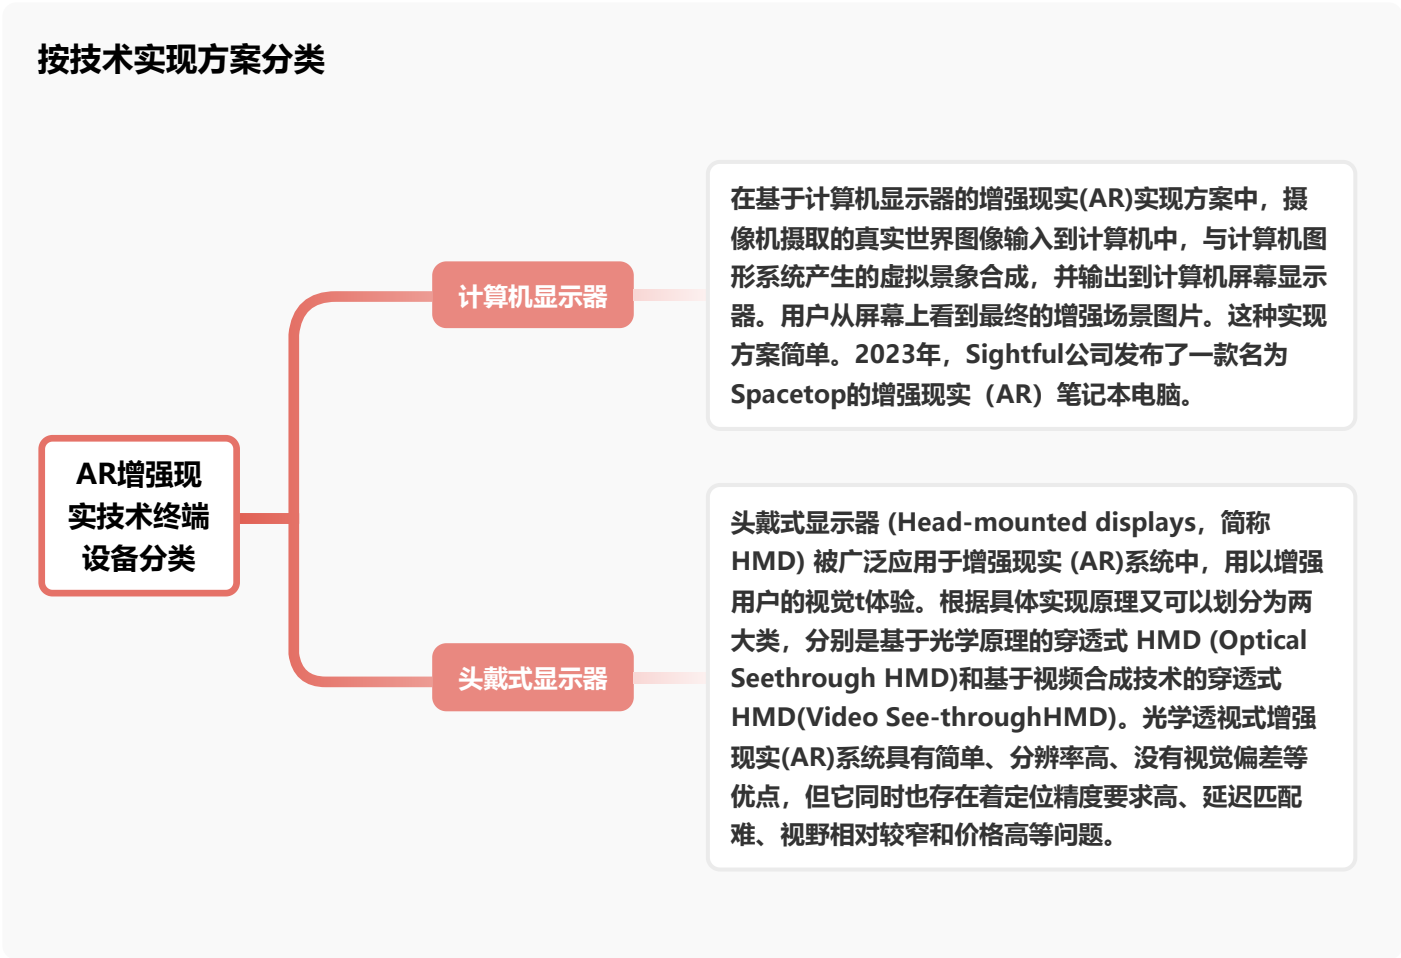 按技术实现方案分类
AR增强现
实技术终端
设备分类
计算机显示器
在基于计算机显示器的增强现实(AR)实现方案中，摄
像机摄取的真实世界图像输入到计算机中，与计算机图
形系统产生的虚拟景象合成，并输出到计算机屏幕显示
器。用户从屏幕上看到最终的增强场景图片。这种实现
方案简单。2023年，Sightful公司发布了一款名为
Spacetop的增强现实（AR）笔记本电脑。
头戴式显示器
头戴式显示器 (Head-mounted displays，简称
HMD) 被广泛应用于增强现实 (AR)系统中，用以增强
用户的视觉t体验。根据具体实现原理又可以划分为两
大类，分别是基于光学原理的穿透式 HMD (Optical
Seethrough HMD)和基于视频合成技术的穿透式
HMD(Video See-throughHMD)。光学透视式增强
现实(AR)系统具有简单、分辨率高、没有视觉偏差等
优点，但它同时也存在着定位精度要求高、延迟匹配
难、视野相对较窄和价格高等问题。